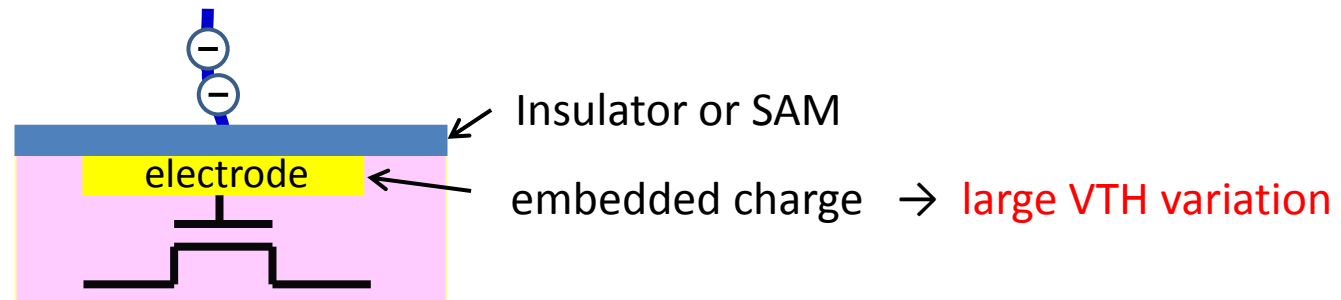 Insulator or SAM
electrode
embedded charge → large VTH variation